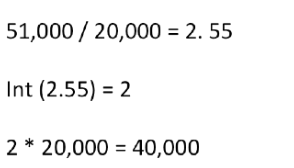 51,000 / 20,000 = 2. 55
Int (2.55) = 2
2 * 20,000 = 40,000